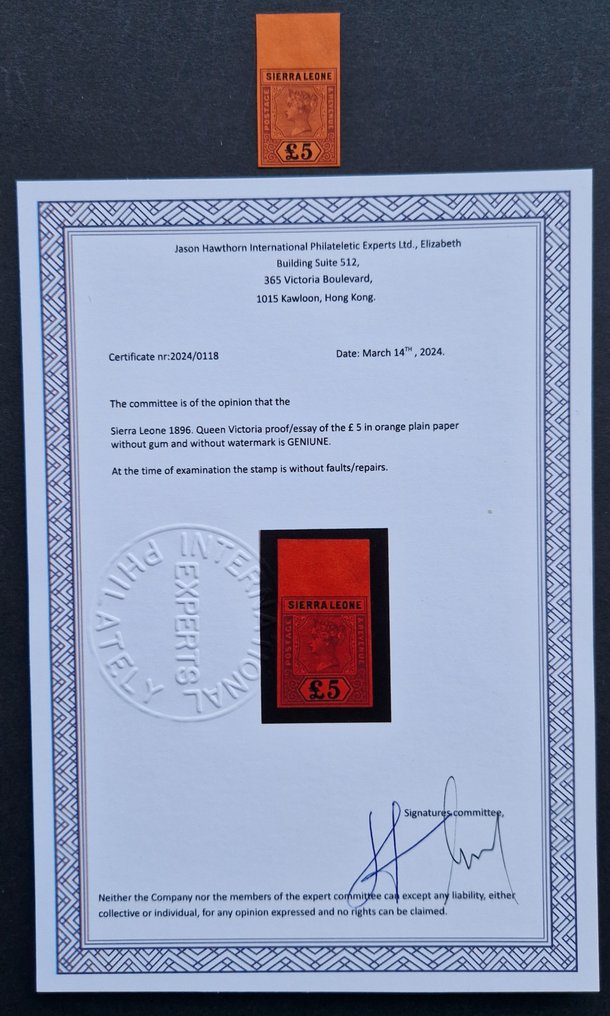 SIERRA LEONE
POSTAGE
REVENUE
£5
Jason Hawthorn International Philateletic Experts Ltd., Elizabeth
Building Suite 512,
365 Victoria Boulevard,
1015 Kawloon, Hong Kong.
Certificate nr:2024/0118
Date: March 14TH , 2024.
The committee is of the opinion that the
Sierra Leone 1896. Queen Victoria proof/essay of the £ 5 in orange plain paper
without gum and without watermark is GENIUNE.
At the time of examination the stamp is without faults/repairs.
INTERNATIONAL
EXPERTS
PHILATELY
SIERRA LEONE
POSTAGE
REVENUE
£5
Signatures committee,
Neither the Company nor the members of the expert committee can except any liability, either
collective or individual, for any opinion expressed and no rights can be claimed.